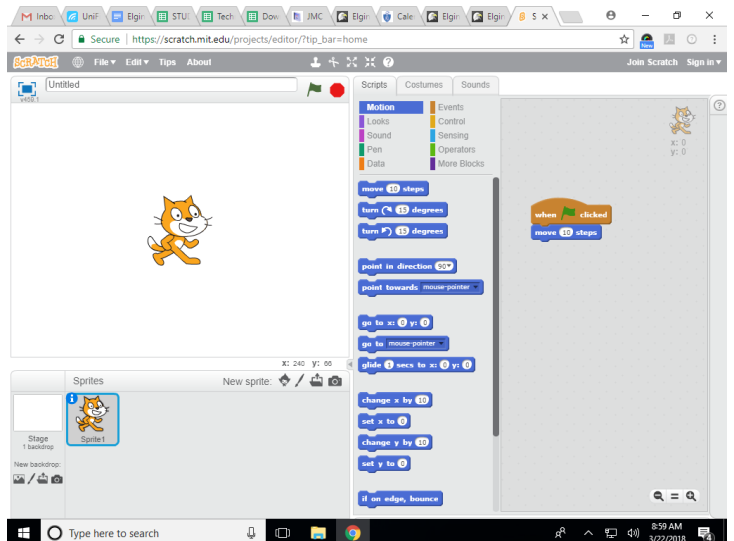 Inbo UniF Elgin STUI Tech Dow JMC Elgin Cale Elgin Elgin S
Secure | https://scratch.mit.edu/projects/editor/?tip_bar=home
New
SCRATCH File Edit Tips About Join Scratch Sign in
Untitled
v459.1
Scripts Costumes Sounds
Motion Events
Looks Control
Sound Sensing
Pen Operators
Data More Blocks
x: 0
y: 0
move 10 steps
turn 15 degrees
turn 15 degrees
point in direction 90
point towards mouse-pointer
go to x: 0 y: 0
go to mouse-pointer
glide 1 secs to x: 0 y: 0
change x by 10
set x to 0
change y by 10
set y to 0
if on edge, bounce
when clicked
move 10 steps
X: 240 Y: 66
Sprites New sprite:
Stage
1 backdrop
New backdrop:
Sprite1
Type here to search
8:59 AM
3/22/2018